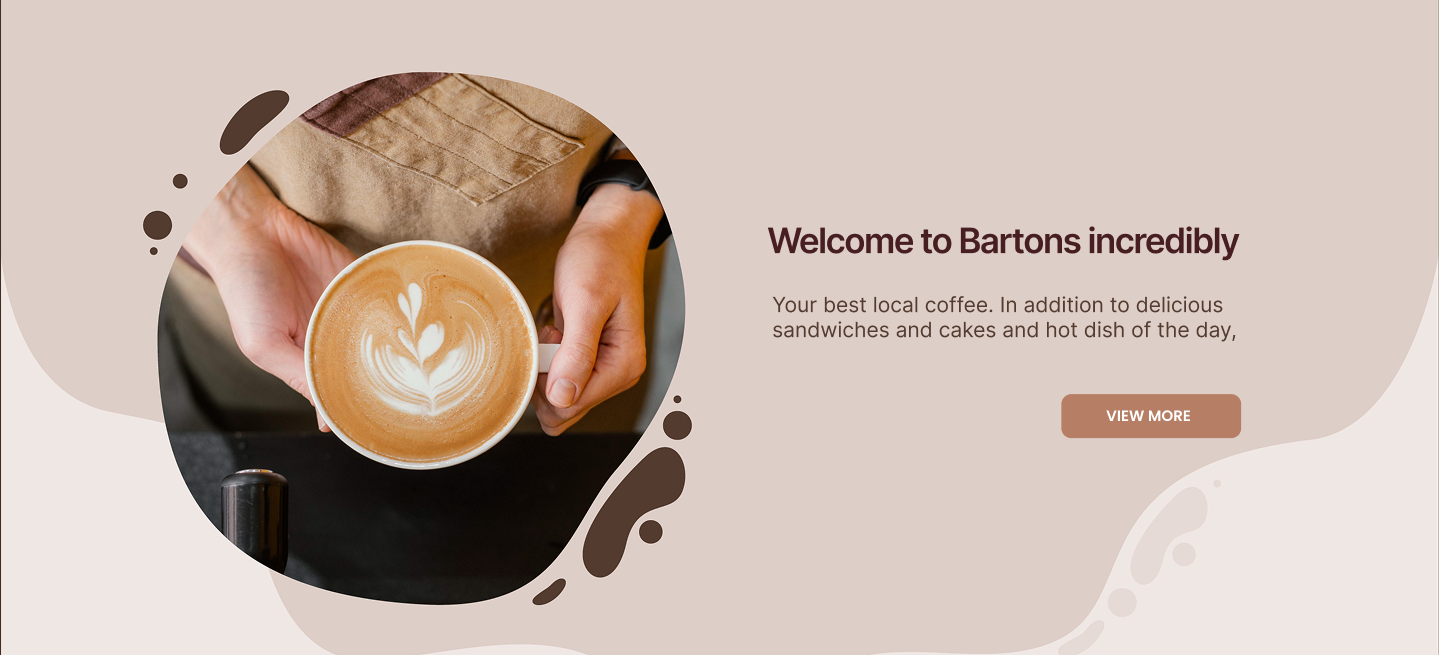 Welcome to Bartons incredibly
Your best local coffee. In addition to delicious
sandwiches and cakes and hot dish of the day,
VIEW MORE